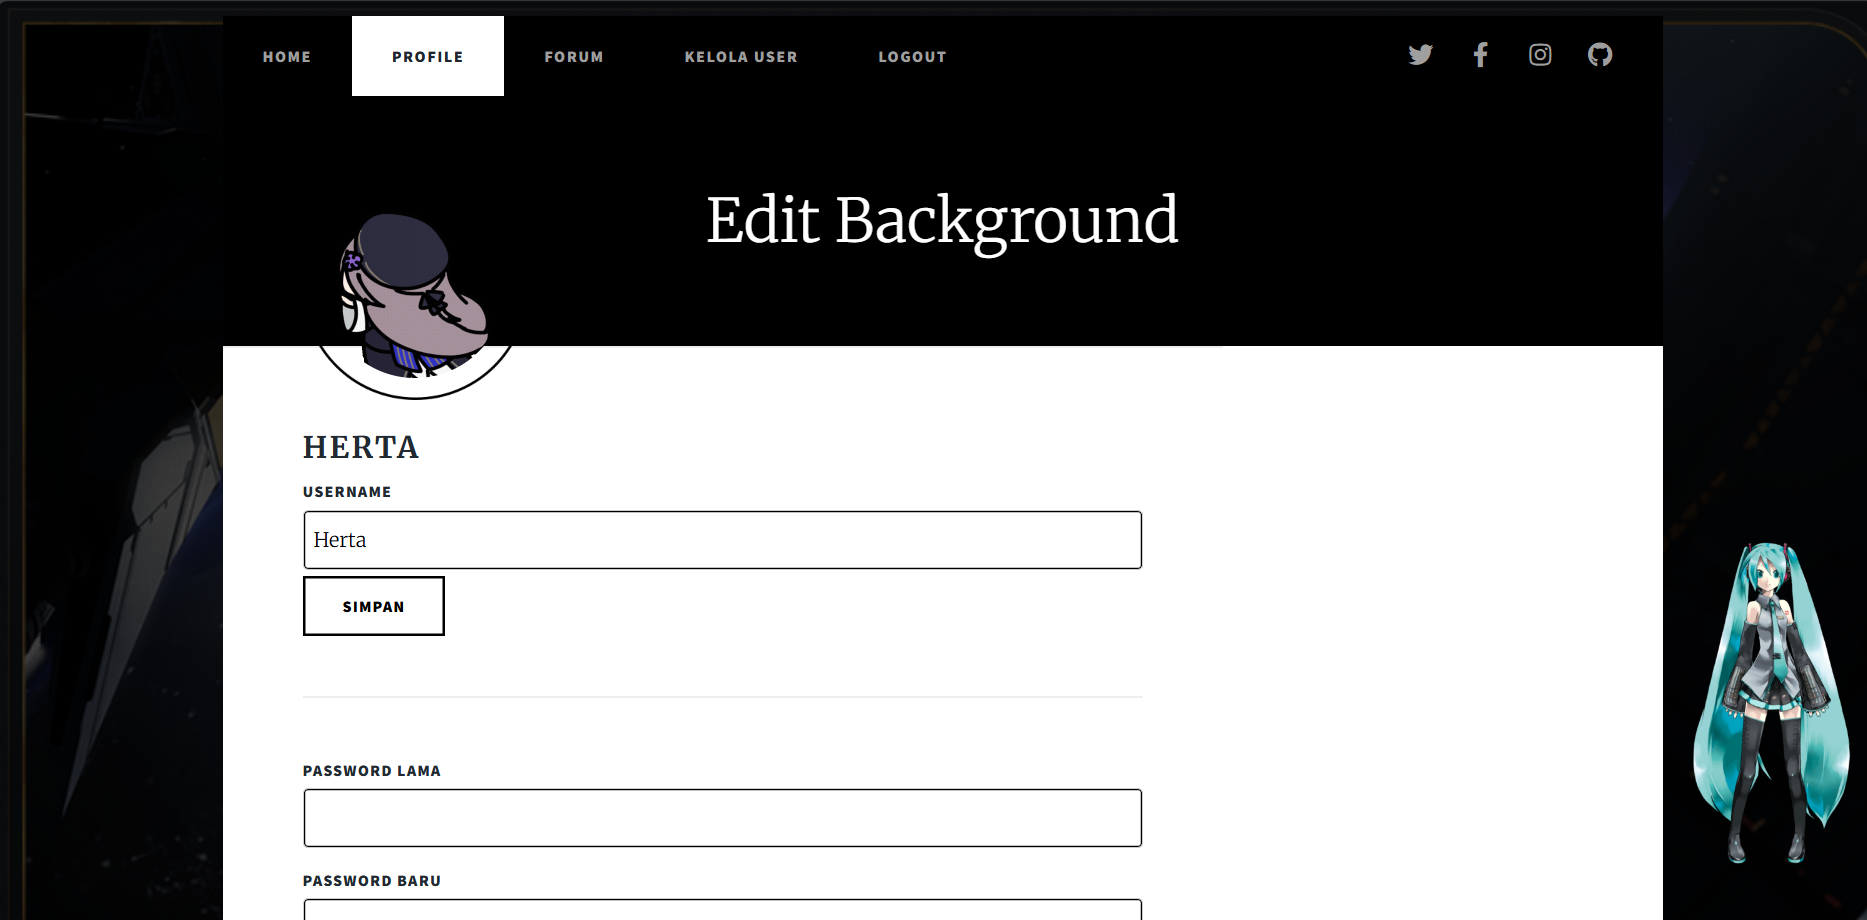 HOME PROFILE FORUM KELOLA USER LOGOUT
Edit Background
HERTA
USERNAME
Herta
SIMPAN
PASSWORD LAMA
PASSWORD BARU